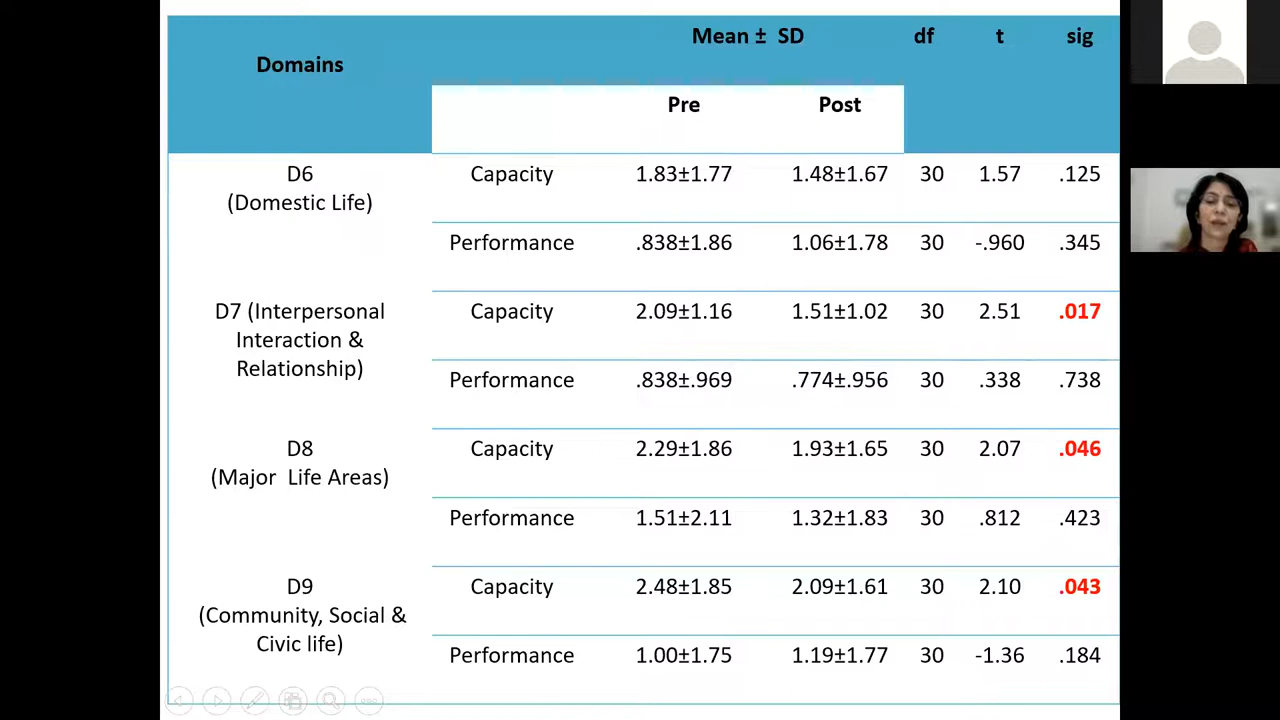 Domains Mean ± SD df t sig
Pre Post
D6 Capacity 1.83±1.77 1.48±1.67 30 1.57 .125
(Domestic Life)
Performance .838±1.86 1.06±1.78 30 -.960 .345
D7 (Interpersonal Capacity 2.09±1.16 1.51±1.02 30 2.51 .017
Interaction &
Relationship)
Performance .838±.969 .774±.956 30 .338 .738
D8 Capacity 2.29±1.86 1.93±1.65 30 2.07 .046
(Major Life Areas)
Performance 1.51±2.11 1.32±1.83 30 .812 .423
D9 Capacity 2.48±1.85 2.09±1.61 30 2.10 .043
(Community, Social &
Civic life)
Performance 1.00±1.75 1.19±1.77 30 -1.36 .184